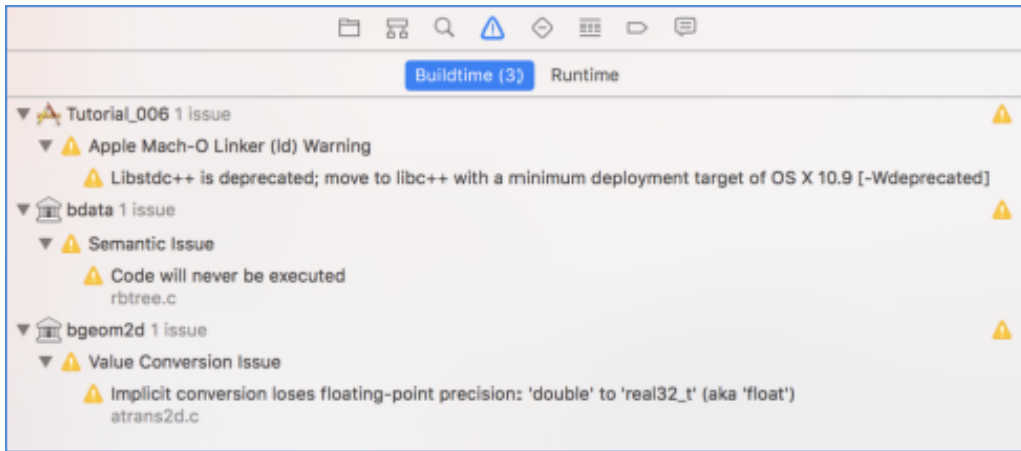 Buildtime (3) Runtime
Tutorial_006 1 issue
Apple Mach-O Linker (ld) Warning
Libstdc++ is deprecated; move to libc++ with a minimum deployment target of OS X 10.9 [-Wdeprecated]
bdata 1 issue
Semantic Issue
Code will never be executed
rbtree.c
bgeom2d 1 issue
Value Conversion Issue
Implicit conversion loses floating-point precision: 'double' to 'real32_t' (aka 'float')
atrans2d.c